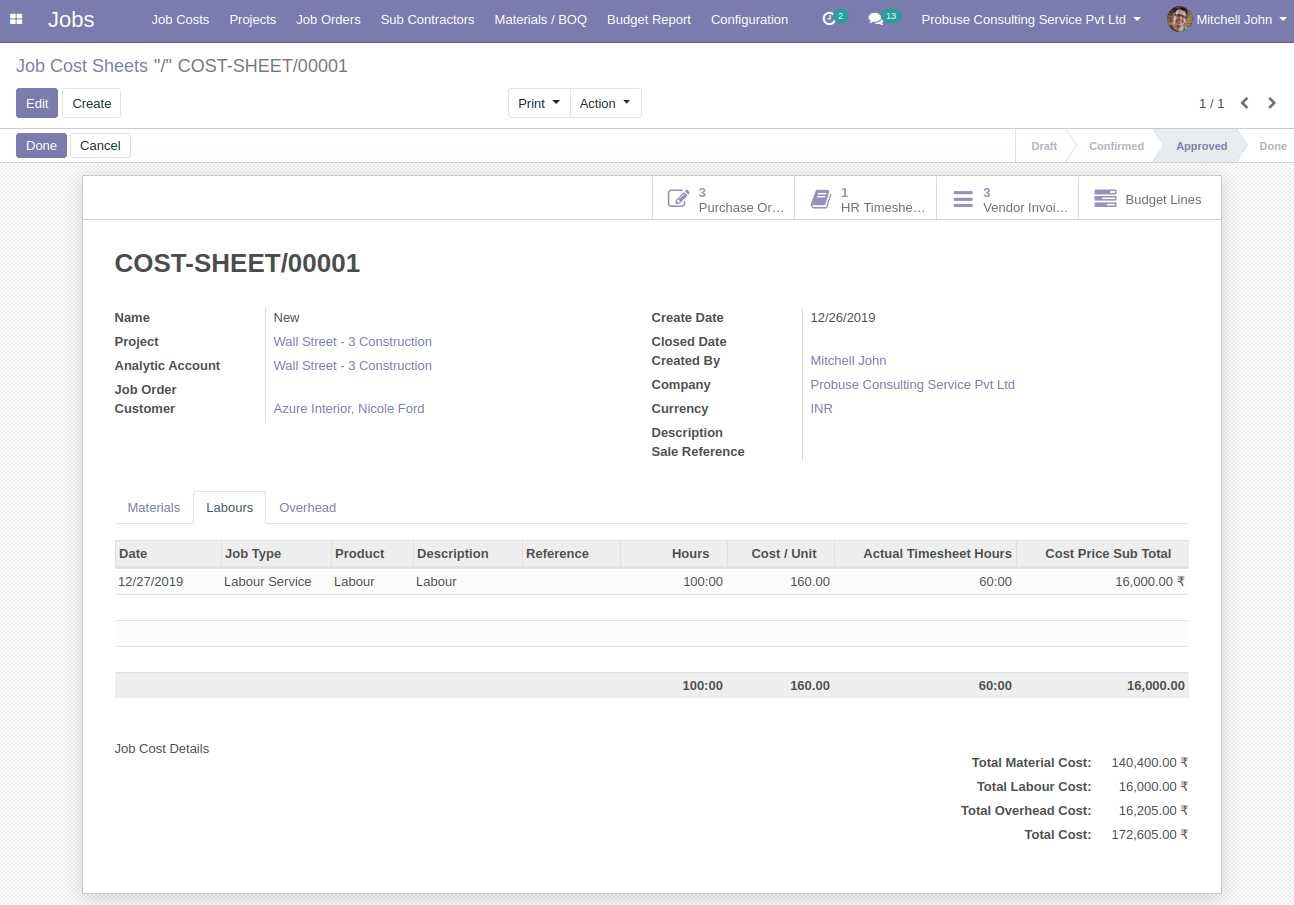 Jobs Job Costs Projects Job Orders Sub Contractors Materials / BOQ Budget Report Configuration 2 13 Probuse Consulting Service Pvt Ltd Mitchell John
Job Cost Sheets "/" COST-SHEET/00001
Edit Create Print Action 1 / 1
Done Cancel Draft Confirmed Approved Done
3 Purchase Or…
1 HR Timeshe…
3 Vendor Invoi…
Budget Lines
COST-SHEET/00001
Name New
Project Wall Street - 3 Construction
Analytic Account Wall Street - 3 Construction
Job Order
Customer Azure Interior, Nicole Ford
Create Date 12/26/2019
Closed Date
Created By Mitchell John
Company Probuse Consulting Service Pvt Ltd
Currency INR
Description
Sale Reference
Materials Labours Overhead
Date Job Type Product Description Reference Hours Cost / Unit Actual Timesheet Hours Cost Price Sub Total
12/27/2019 Labour Service Labour Labour 100:00 160.00 60:00 16,000.00 ₹
100:00 160.00 60:00 16,000.00
Job Cost Details
Total Material Cost: 140,400.00 ₹
Total Labour Cost: 16,000.00 ₹
Total Overhead Cost: 16,205.00 ₹
Total Cost: 172,605.00 ₹